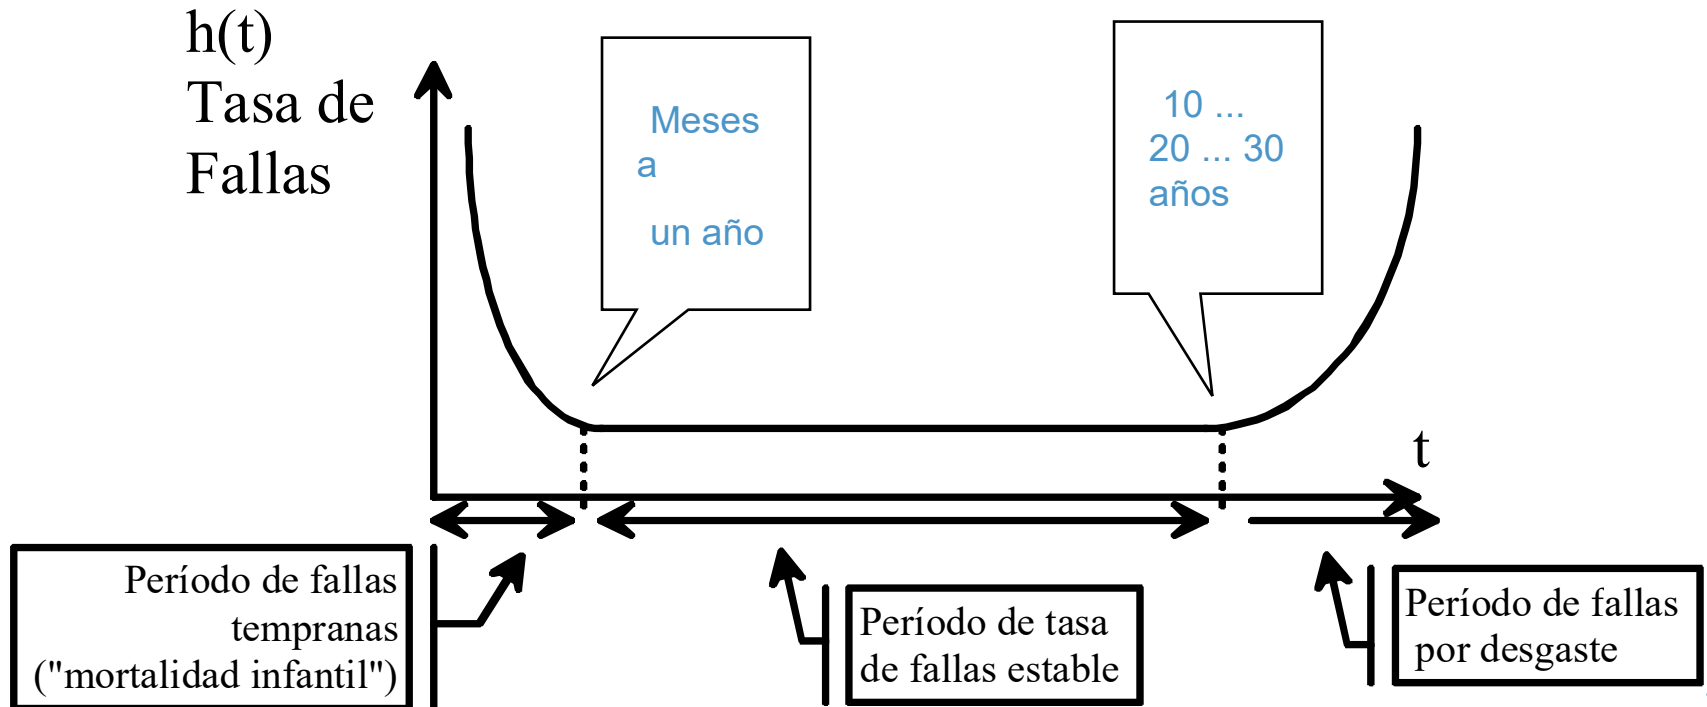 h(t)
Tasa de
Fallas
Meses
a
un año
10 ...
20 ... 30
años
t
Período de fallas
tempranas
("mortalidad infantil")
Período de tasa
de fallas estable
Período de fallas
por desgaste